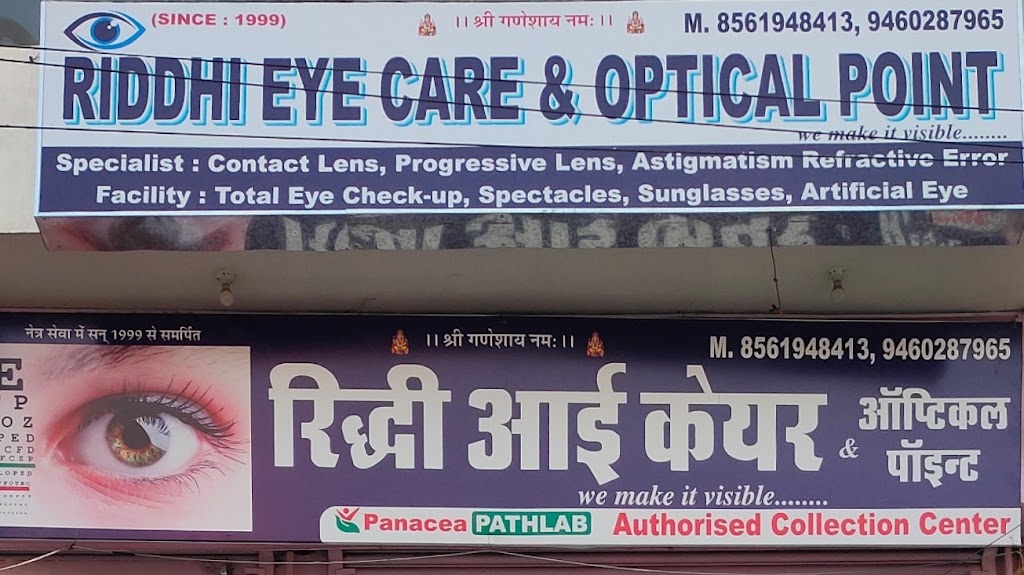 (SINCE : 1999)
।। श्री गणेशाय नमः ।।
M. 8561948413, 9460287965
RIDDHI EYE CARE & OPTICAL POINT
we make it visible........
Specialist : Contact Lens, Progressive Lens, Astigmatism Refractive Error
Facility : Total Eye Check-up, Spectacles, Sunglasses, Artificial Eye
नेत्र सेवा में सन् 1999 से समर्पित
।। श्री गणेशाय नमः ।।
M. 8561948413, 9460287965
E
रिद्धी आई केयर & ऑप्टिकल पॉइन्ट
we make it visible........
Panacea PATHLAB Authorised Collection Center